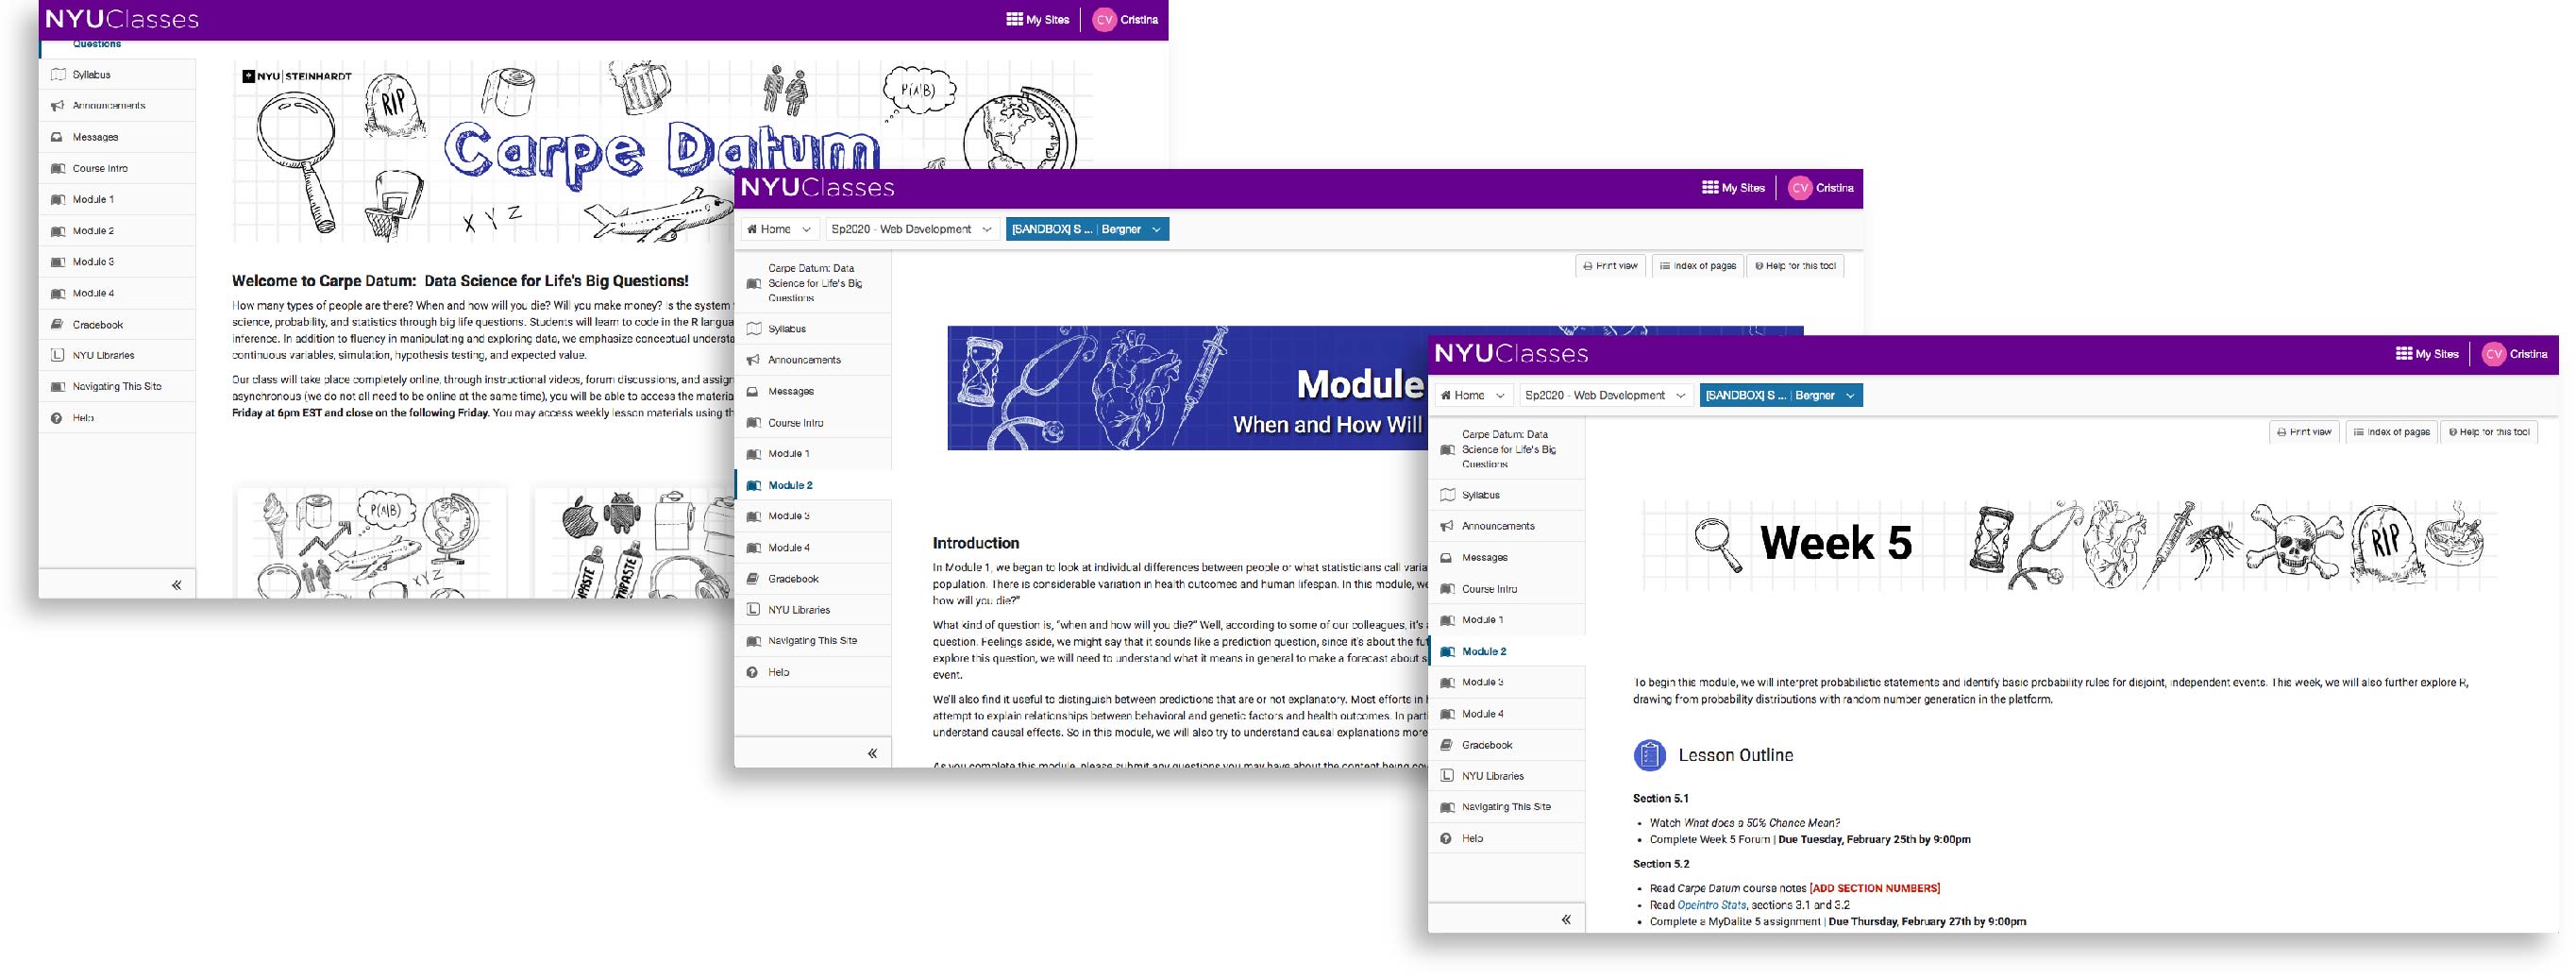 NYUClasses
My Sites
CV Cristina
Questions
Syllabus
Announcements
Messages
Course Intro
Module 1
Module 2
Module 3
Module 4
Gradebook
L NYU Libraries
Navigating This Site
Help
«
NYU | STEINHARDT
RIP
P(A|B)
Carpe Datum
X Y Z
Welcome to Carpe Datum: Data Science for Life's Big Questions!
How many types of people are there? When and how will you die? Will you make money? Is the system
science, probability, and statistics through big life questions. Students will learn to code in the R langua
inference. In addition to fluency in manipulating and exploring data, we emphasize conceptual understa
continuous variables, simulation, hypothesis testing, and expected value.
Our class will take place completely online, through instructional videos, forum discussions, and assign
asynchronous (we do not all need to be online at the same time), you will be able to access the materia
Friday at 6pm EST and close on the following Friday. You may access weekly lesson materials using th
P(A|B)
XYZ
PASTE
NYUClasses
My Sites
CV Cristina
Home
Sp2020 - Web Development
[SANDBOX] S ... | Bergner
Carpe Datum: Data
Science for Life's Big
Questions
Syllabus
Announcements
Messages
Course Intro
Module 1
Module 2
Module 3
Module 4
Gradebook
L NYU Libraries
Navigating This Site
Help
«
Print view
Index of pages
Help for this tool
Module
When and How Will
Introduction
In Module 1, we began to look at individual differences between people or what statisticians call varia
population. There is considerable variation in health outcomes and human lifespan. In this module, we
how will you die?"
What kind of question is, "when and how will you die?" Well, according to some of our colleagues, it's
question. Feelings aside, we might say that it sounds like a prediction question, since it's about the fut
explore this question, we will need to understand what it means in general to make a forecast about s
event.
We'll also find it useful to distinguish between predictions that are or not explanatory. Most efforts in
attempt to explain relationships between behavioral and genetic factors and health outcomes. In parti
understand causal effects. So in this module, we will also try to understand causal explanations more
As you complete this module, please submit any questions you may have about the content being cov
NYUClasses
My Sites
CV Cristina
Home
Sp2020 - Web Development
[SANDBOX] S ... | Bergner
Carpe Datum: Data
Science for Life's Big
Questions
Syllabus
Announcements
Messages
Course Intro
Module 1
Module 2
Module 3
Module 4
Gradebook
L NYU Libraries
Navigating This Site
Help
«
Print view
Index of pages
Help for this tool
Week 5
RIP
To begin this module, we will interpret probabilistic statements and identify basic probability rules for disjoint, independent events. This week, we will also further explore R,
drawing from probability distributions with random number generation in the platform.
Lesson Outline
Section 5.1
• Watch What does a 50% Chance Mean?
• Complete Week 5 Forum | Due Tuesday, February 25th by 9:00pm
Section 5.2
• Read Carpe Datum course notes [ADD SECTION NUMBERS]
• Read OpeIntro Stats, sections 3.1 and 3.2
• Complete a MyDalite 5 assignment | Due Thursday, February 27th by 9:00pm